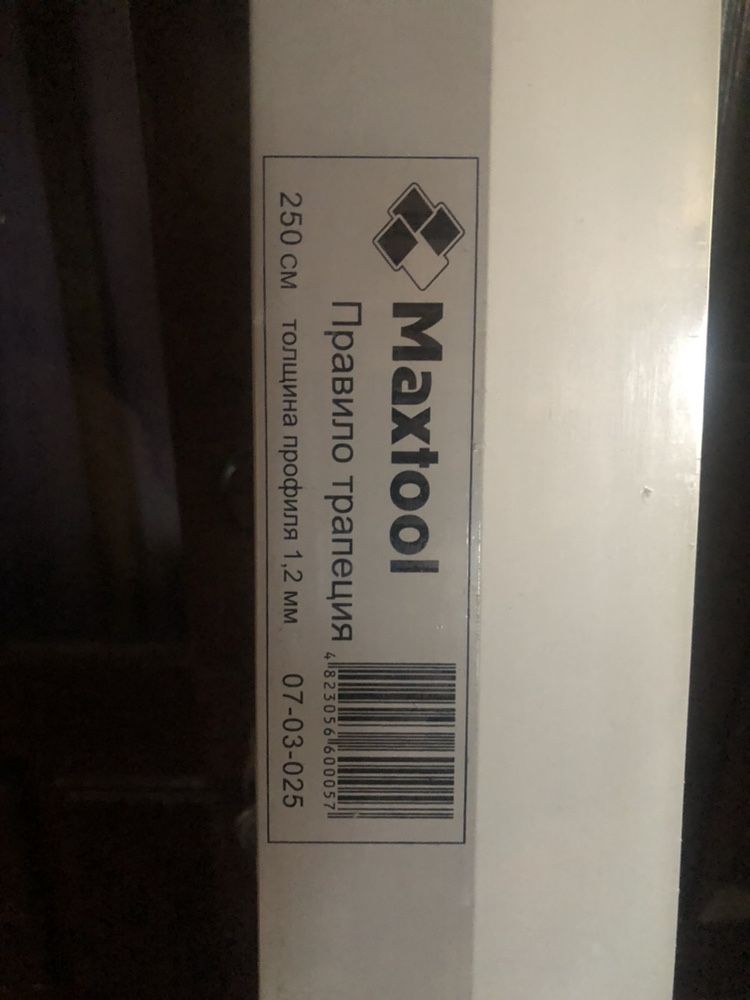 Maxtool
Правило трапеция
4823056600057
250 см толщина профиля 1,2 мм 07-03-025